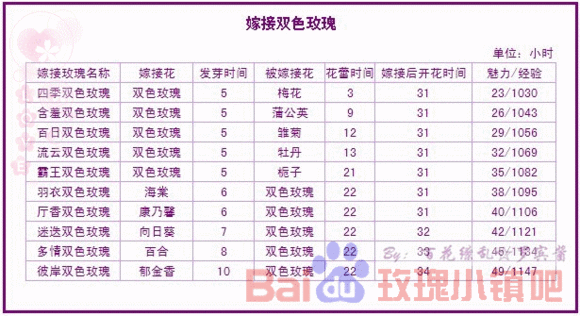 嫁接双色玫瑰
单位：小时
嫁接玫瑰名称 嫁接花 发芽时间 被嫁接花 花蕾时间 嫁接后开花时间 魅力/经验
四季双色玫瑰 双色玫瑰 5 梅花 3 31 23/1030
含羞双色玫瑰 双色玫瑰 5 蒲公英 9 31 26/1043
百日双色玫瑰 双色玫瑰 5 雏菊 12 31 29/1056
流云双色玫瑰 双色玫瑰 5 牡丹 13 31 32/1069
霸王双色玫瑰 双色玫瑰 5 栀子 21 31 35/1082
羽衣双色玫瑰 海棠 6 双色玫瑰 22 31 38/1095
厅香双色玫瑰 康乃馨 6 双色玫瑰 22 31 40/1106
迷迭双色玫瑰 向日葵 7 双色玫瑰 22 32 42/1121
多情双色玫瑰 百合 8 双色玫瑰 22 33 45/1134
彼岸双色玫瑰 郁金香 10 双色玫瑰 22 34 49/1147
By：百花缭乱
Bai du 玫瑰小镇吧